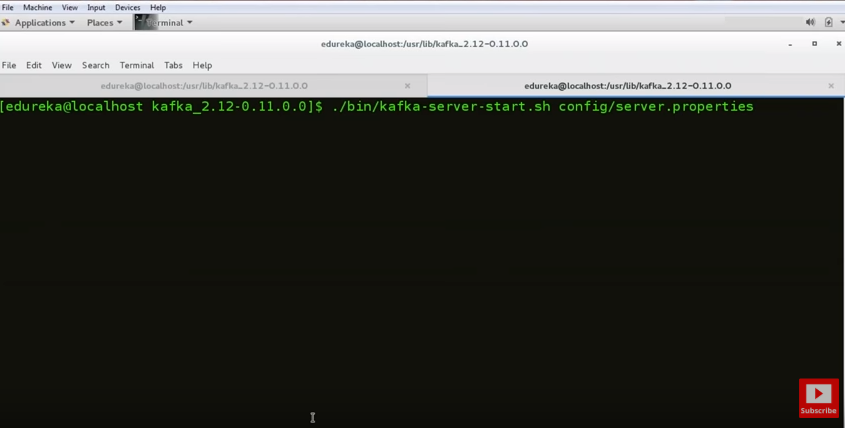 File Machine View Input Devices Help
Applications Places Terminal
edureka@localhost:/usr/lib/kafka_2.12-0.11.0.0
File Edit View Search Terminal Tabs Help
edureka@localhost:/usr/lib/kafka_2.12-0.11.0.0 edureka@localhost:/usr/lib/kafka_2.12-0.11.0.0
[edureka@localhost kafka_2.12-0.11.0.0]$ ./bin/kafka-server-start.sh config/server.properties
Subscribe